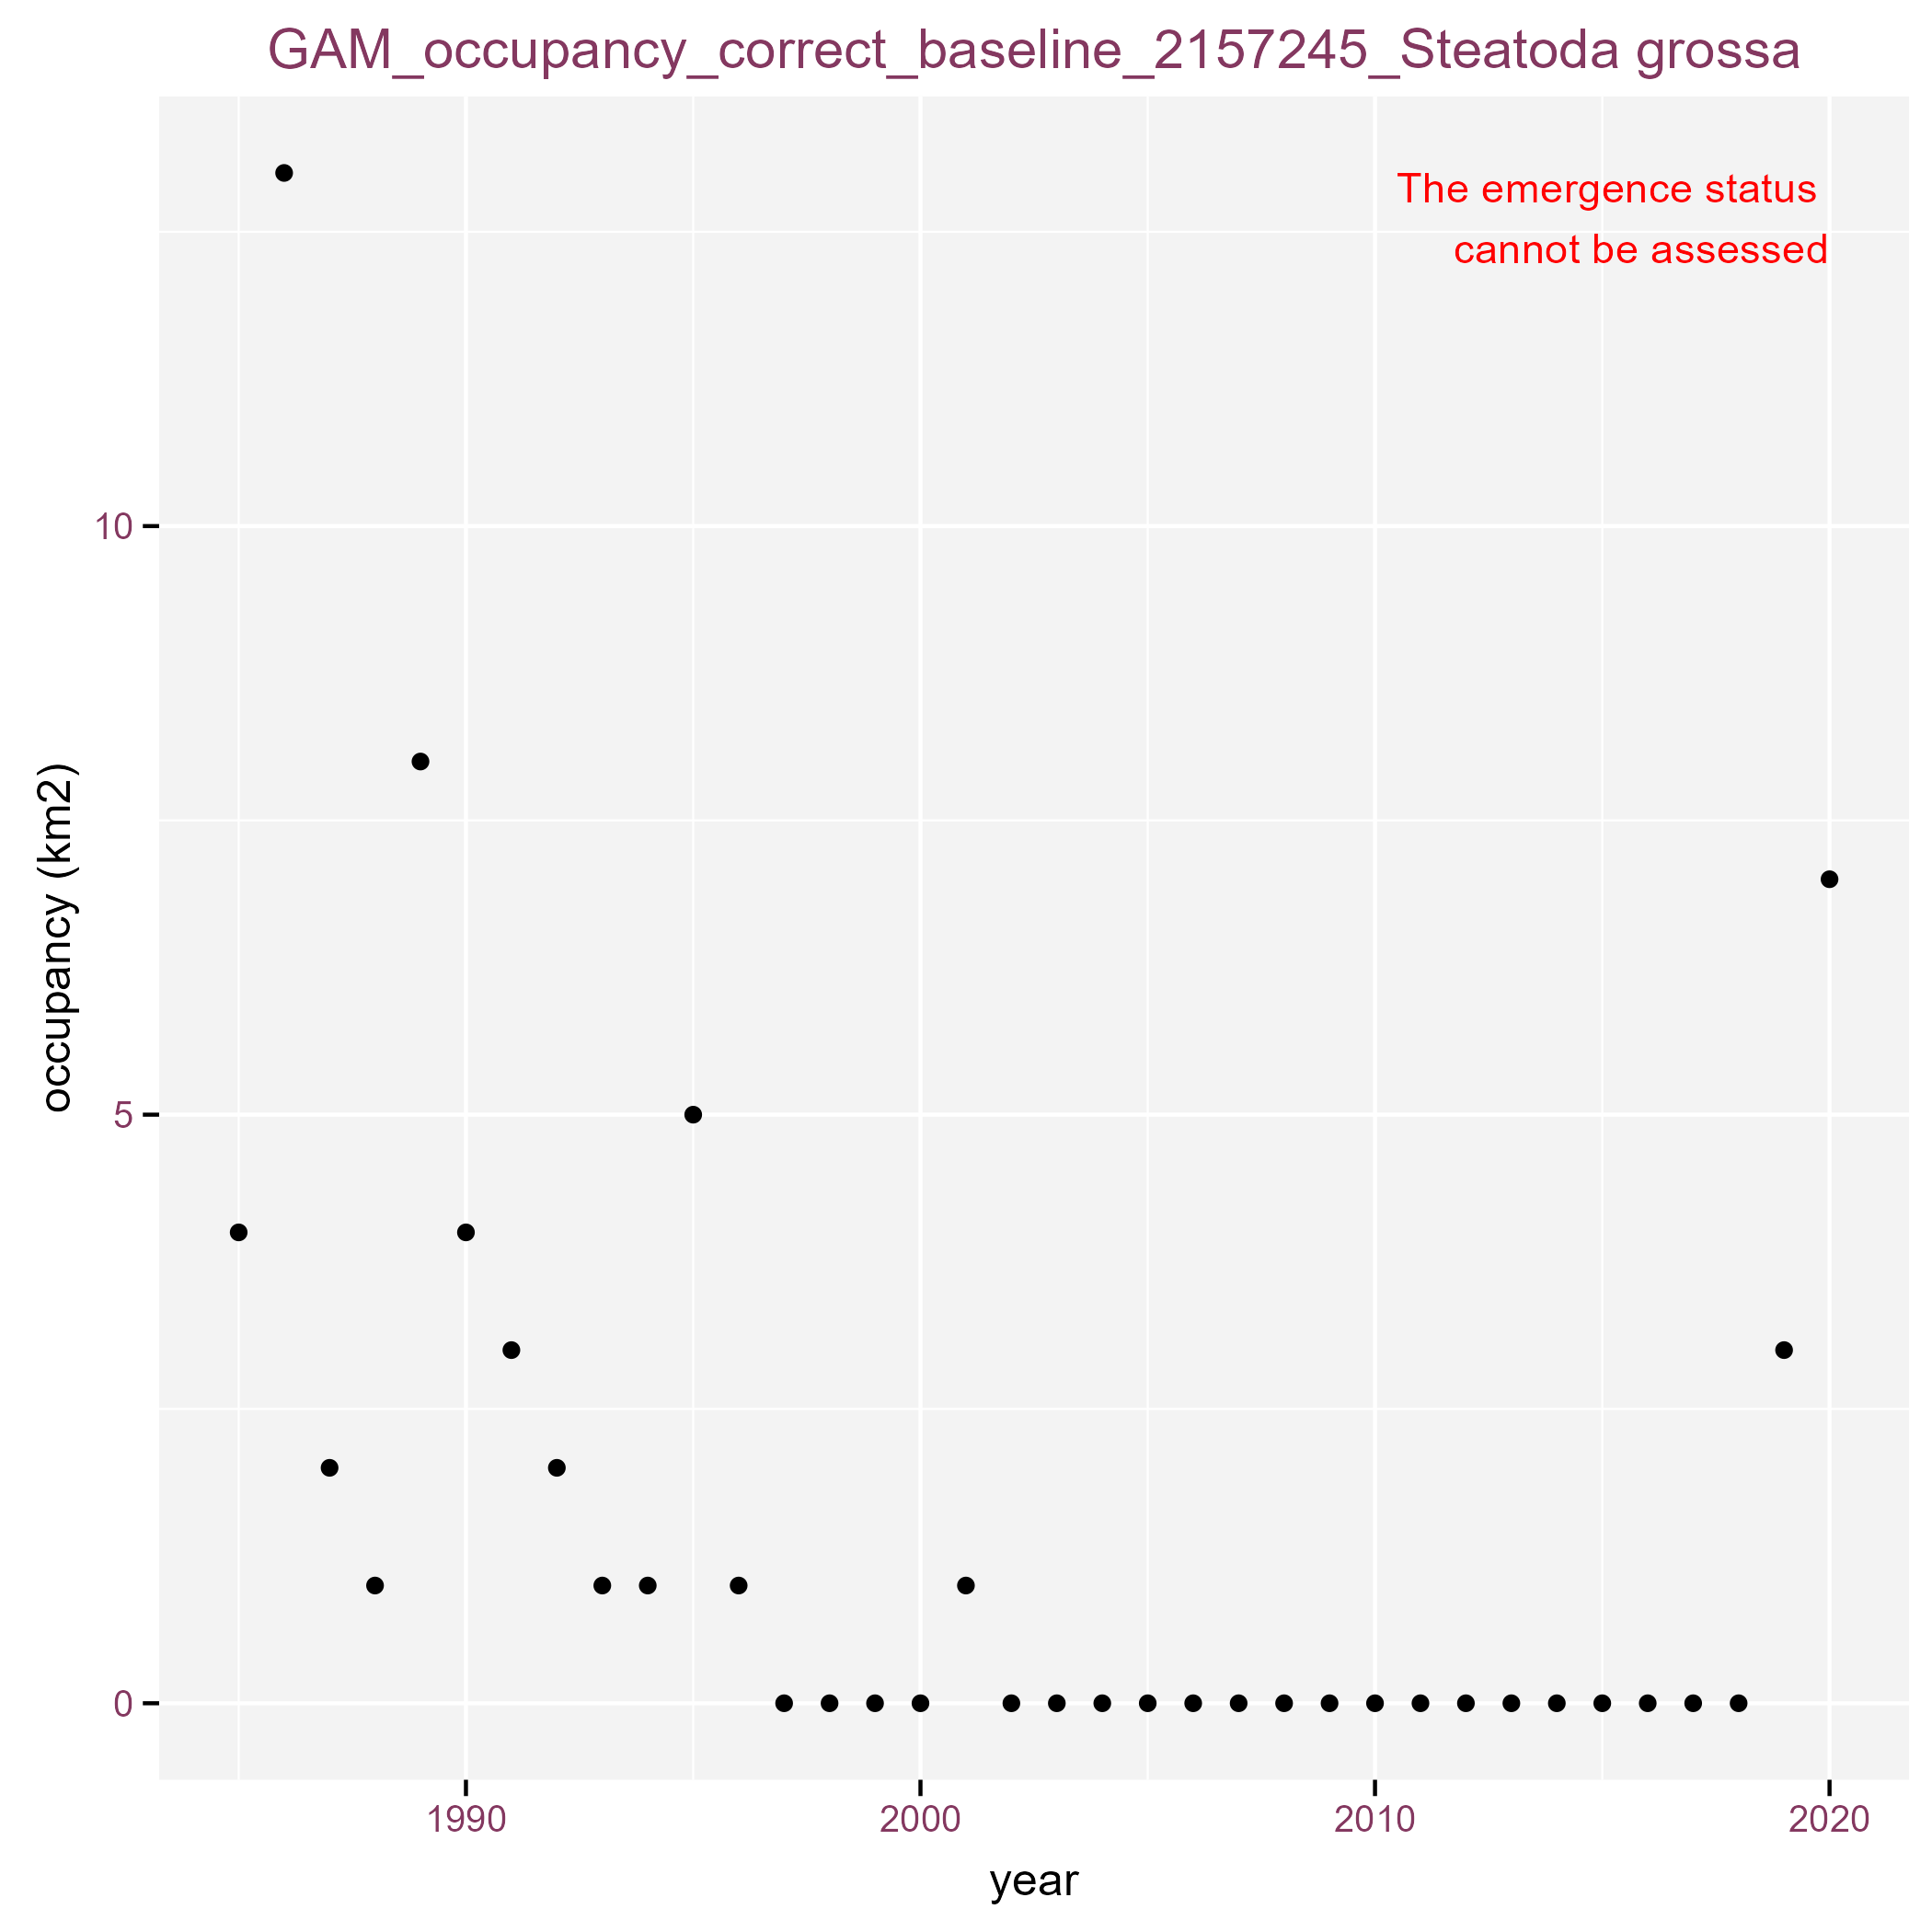 GAM_occupancy_correct_baseline_2157245_Steatoda grossa
The emergence status
cannot be assessed
10
5
0
occupancy (km2)
1990 2000 2010 2020
year